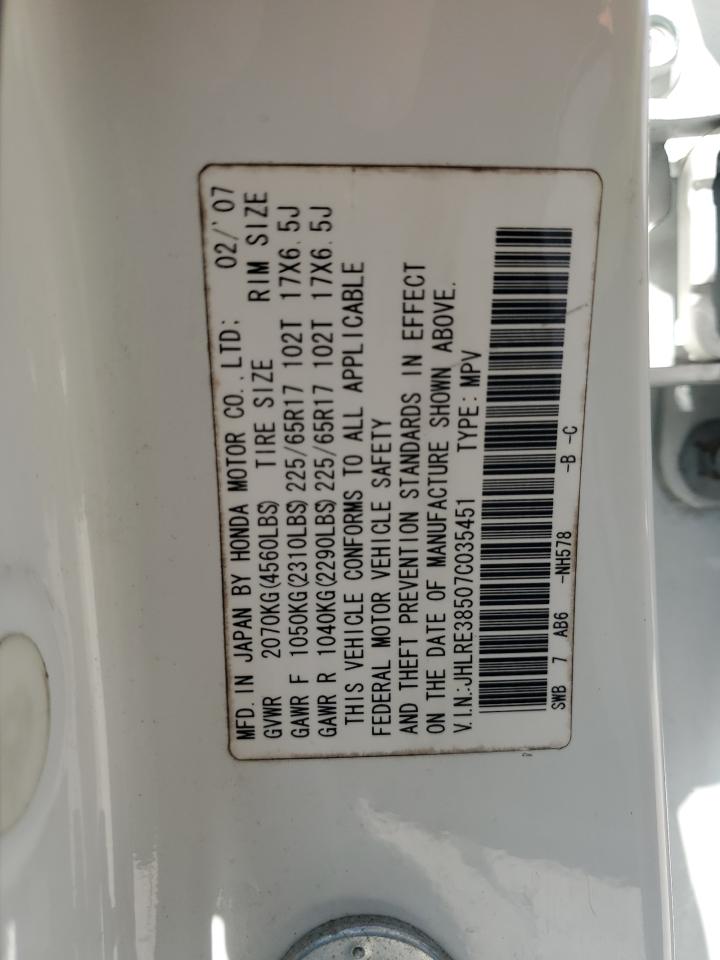 MFD. IN JAPAN BY HONDA MOTOR CO., LTD: 02/'07
GVWR 2070KG(4560LBS) TIRE SIZE RIM SIZE
GAWR F 1050KG(2310LBS) 225/65R17 102T 17X6.5J
GAWR R 1040KG(2290LBS) 225/65R17 102T 17X6.5J
THIS VEHICLE CONFORMS TO ALL APPLICABLE
FEDERAL MOTOR VEHICLE SAFETY
AND THEFT PREVENTION STANDARDS IN EFFECT
ON THE DATE OF MANUFACTURE SHOWN ABOVE.
V.I.N.:JHLRE38507C035451 TYPE: MPV
SWB 7 AB6 -NH578 -B -C